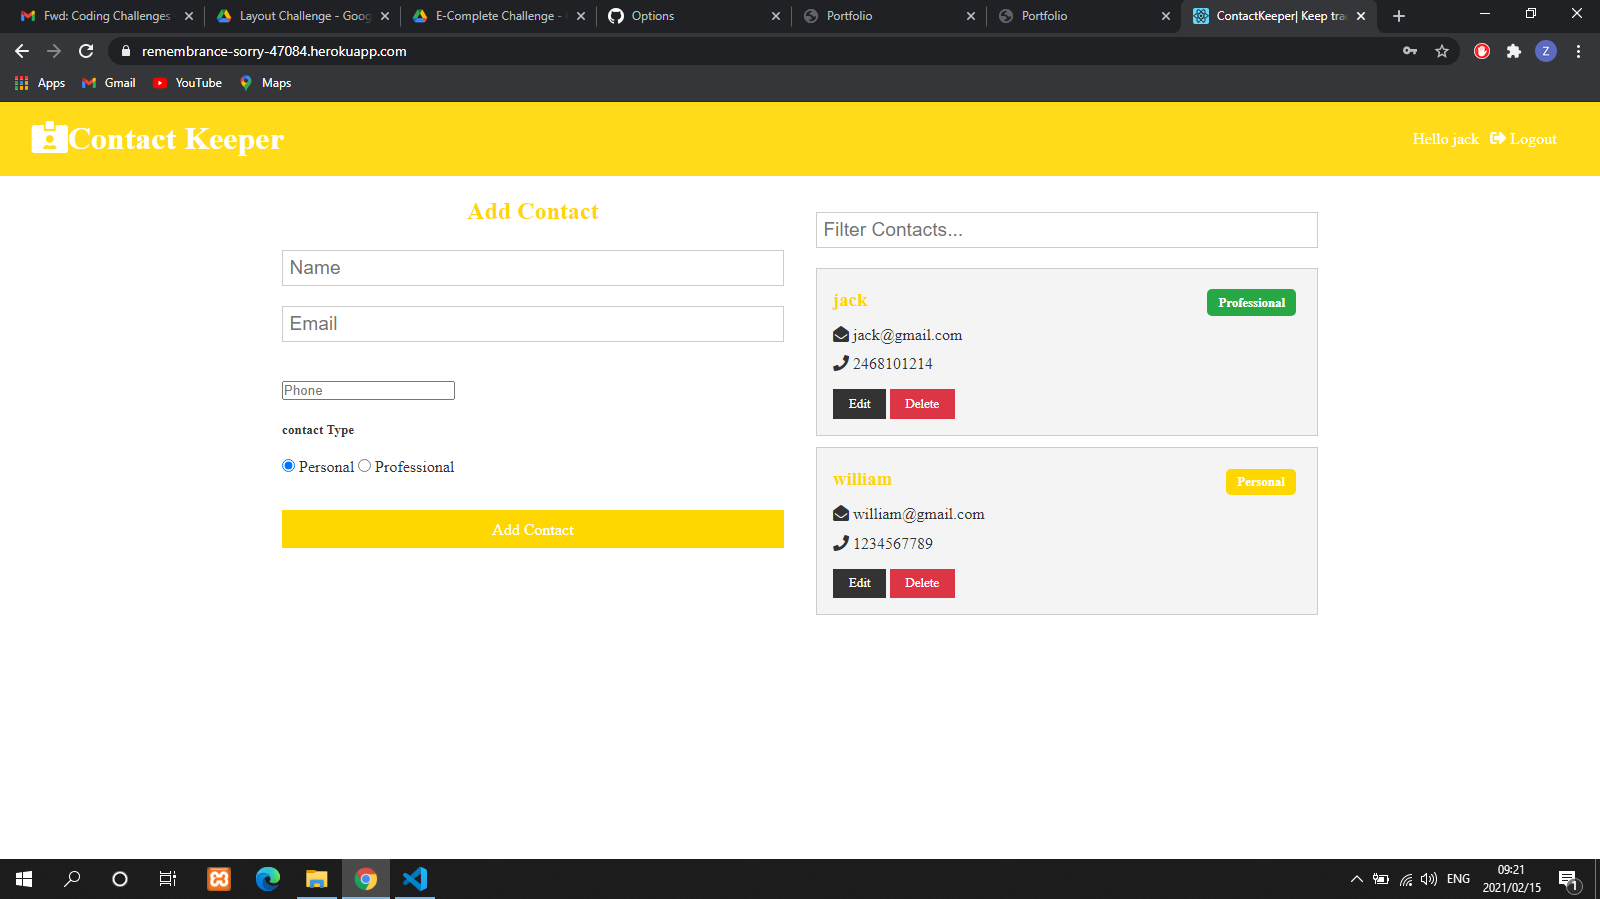 Fwd: Coding Challenges
Layout Challenge - Goog
E-Complete Challenge -
Options
Portfolio
Portfolio
ContactKeeper| Keep tra
remembrance-sorry-47084.herokuapp.com
Z
Apps
Gmail
YouTube
Maps
Contact Keeper
Hello jack
Logout
Add Contact
Name
Email
Phone
contact Type
Personal
Professional
Add Contact
Filter Contacts...
jack
Professional
jack@gmail.com
2468101214
Edit
Delete
william
Personal
william@gmail.com
1234567789
Edit
Delete
ENG
09:21
2021/02/15
1